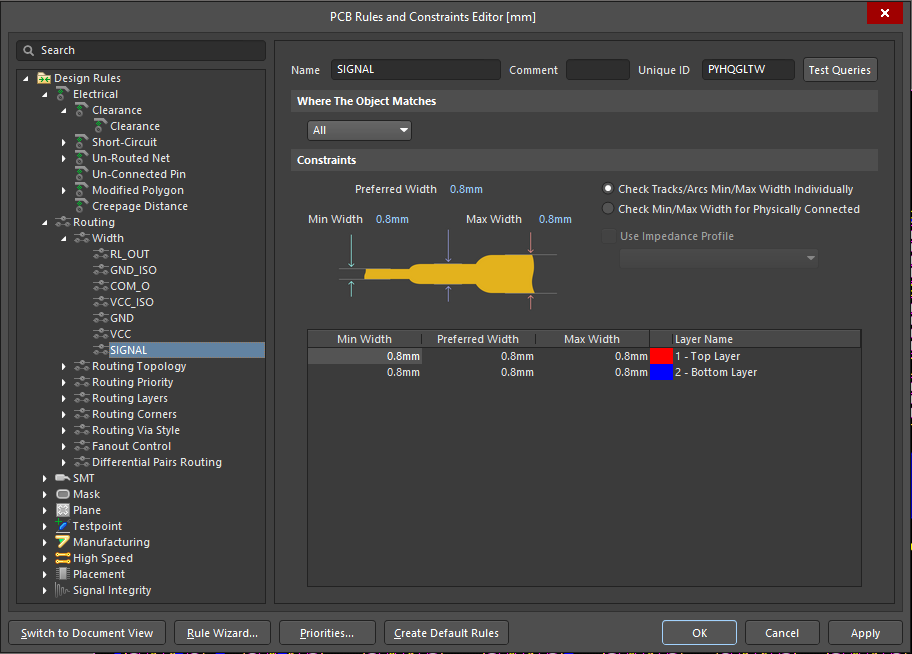 PCB Rules and Constraints Editor [mm]
Search
Design Rules
Electrical
Clearance
Clearance
Short-Circuit
Un-Routed Net
Un-Connected Pin
Modified Polygon
Creepage Distance
Routing
Width
RL_OUT
GND_ISO
COM_O
VCC_ISO
GND
VCC
SIGNAL
Routing Topology
Routing Priority
Routing Layers
Routing Corners
Routing Via Style
Fanout Control
Differential Pairs Routing
SMT
Mask
Plane
Testpoint
Manufacturing
High Speed
Placement
Signal Integrity
Name SIGNAL Comment Unique ID PYHQGLTW Test Queries
Where The Object Matches
All
Constraints
Preferred Width 0.8mm
Min Width 0.8mm Max Width 0.8mm
Check Tracks/Arcs Min/Max Width Individually
Check Min/Max Width for Physically Connected
Use Impedance Profile
Min Width Preferred Width Max Width Layer Name
0.8mm 0.8mm 0.8mm 1 - Top Layer
0.8mm 0.8mm 0.8mm 2 - Bottom Layer
Switch to Document View Rule Wizard... Priorities... Create Default Rules OK Cancel Apply